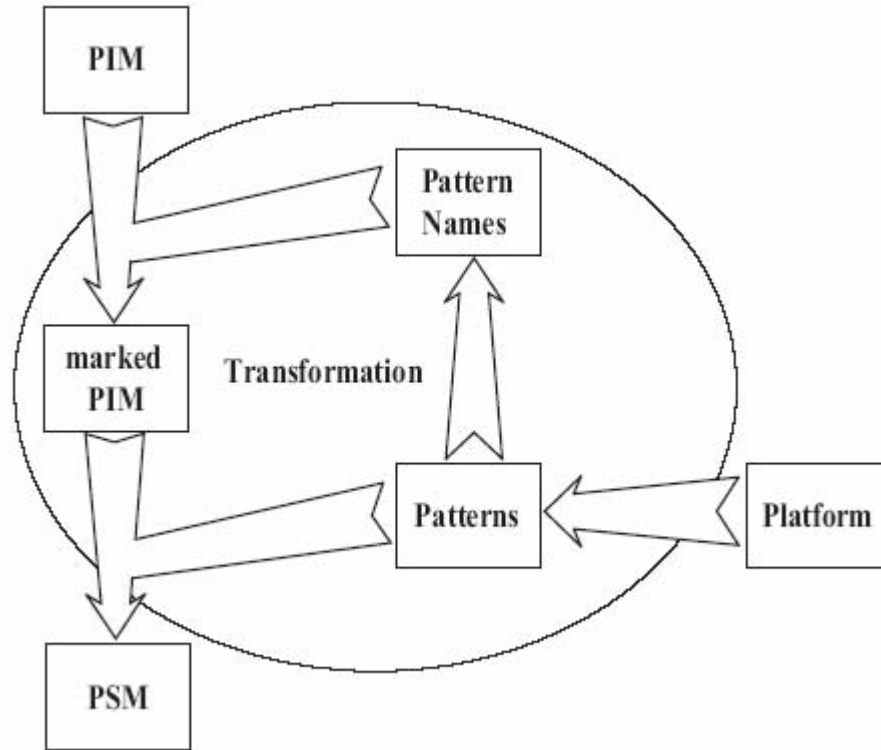 PIM
Pattern
Names
marked
PIM
Transformation
Patterns
Platform
PSM